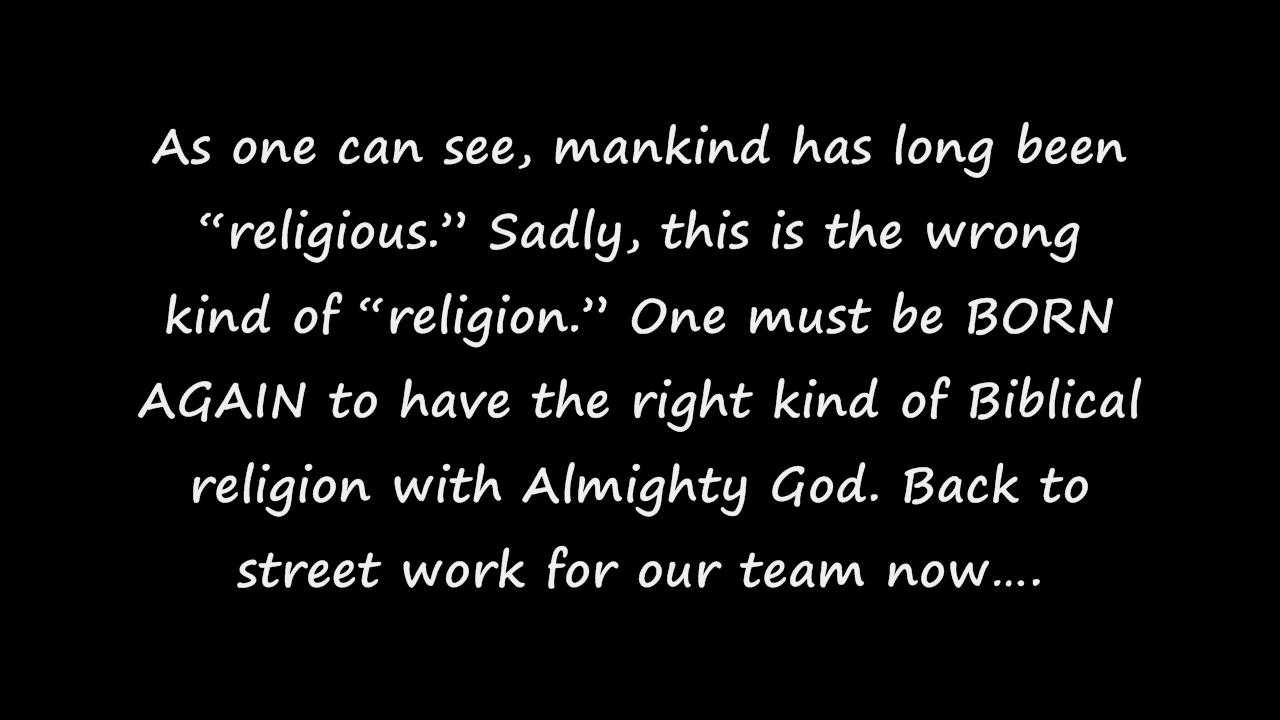 As one can see, mankind has long been
“religious.” Sadly, this is the wrong
kind of “religion.” One must be BORN
AGAIN to have the right kind of Biblical
religion with Almighty God. Back to
street work for our team now….